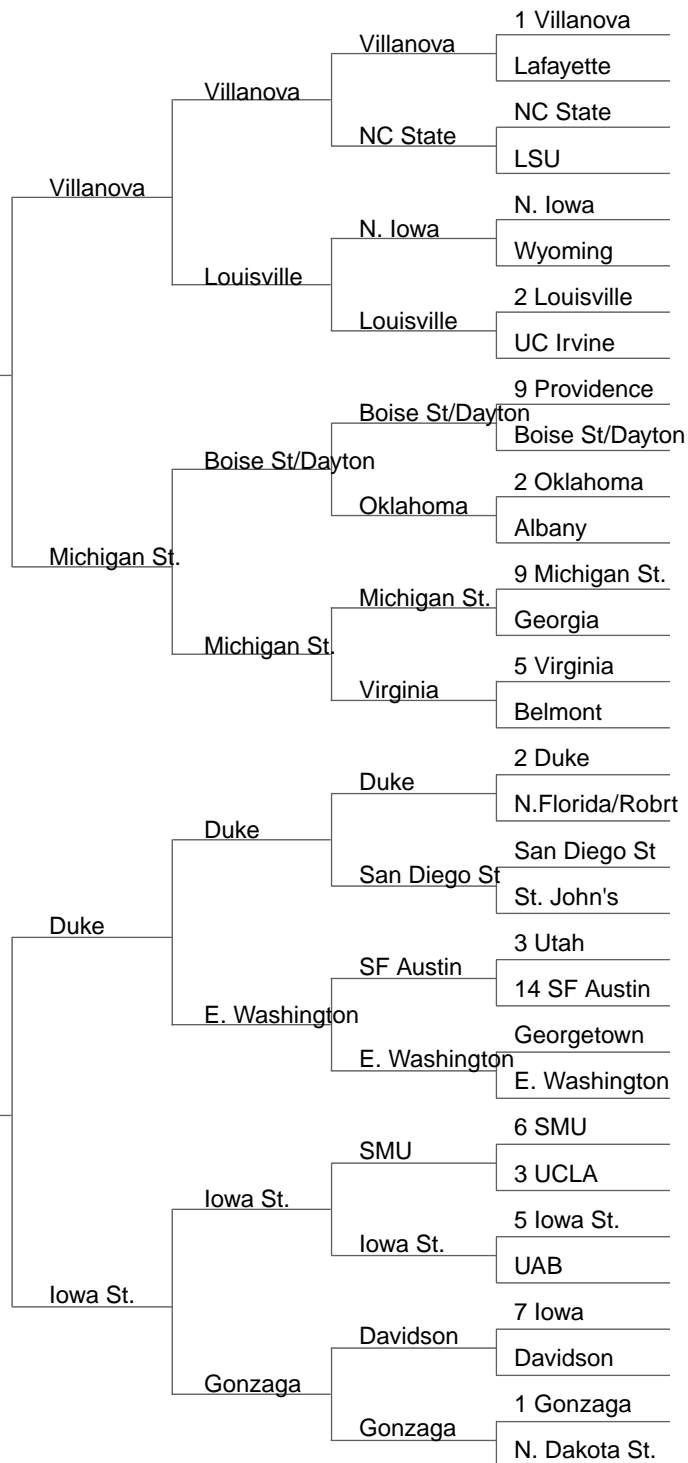 1 Villanova
Villanova
Lafayette
Villanova
NC State
NC State
LSU
Villanova
N. Iowa
N. Iowa
Wyoming
Louisville
2 Louisville
Louisville
UC Irvine
9 Providence
Boise St/Dayton
Boise St/Dayton
Boise St/Dayton
2 Oklahoma
Oklahoma
Albany
Michigan St.
9 Michigan St.
Michigan St.
Georgia
Michigan St.
5 Virginia
Virginia
Belmont
2 Duke
Duke
N.Florida/Robrt
Duke
San Diego St
San Diego St
St. John's
Duke
3 Utah
SF Austin
14 SF Austin
E. Washington
Georgetown
E. Washington
E. Washington
6 SMU
SMU
3 UCLA
Iowa St.
5 Iowa St.
Iowa St.
UAB
Iowa St.
7 Iowa
Davidson
Davidson
Gonzaga
1 Gonzaga
Gonzaga
N. Dakota St.